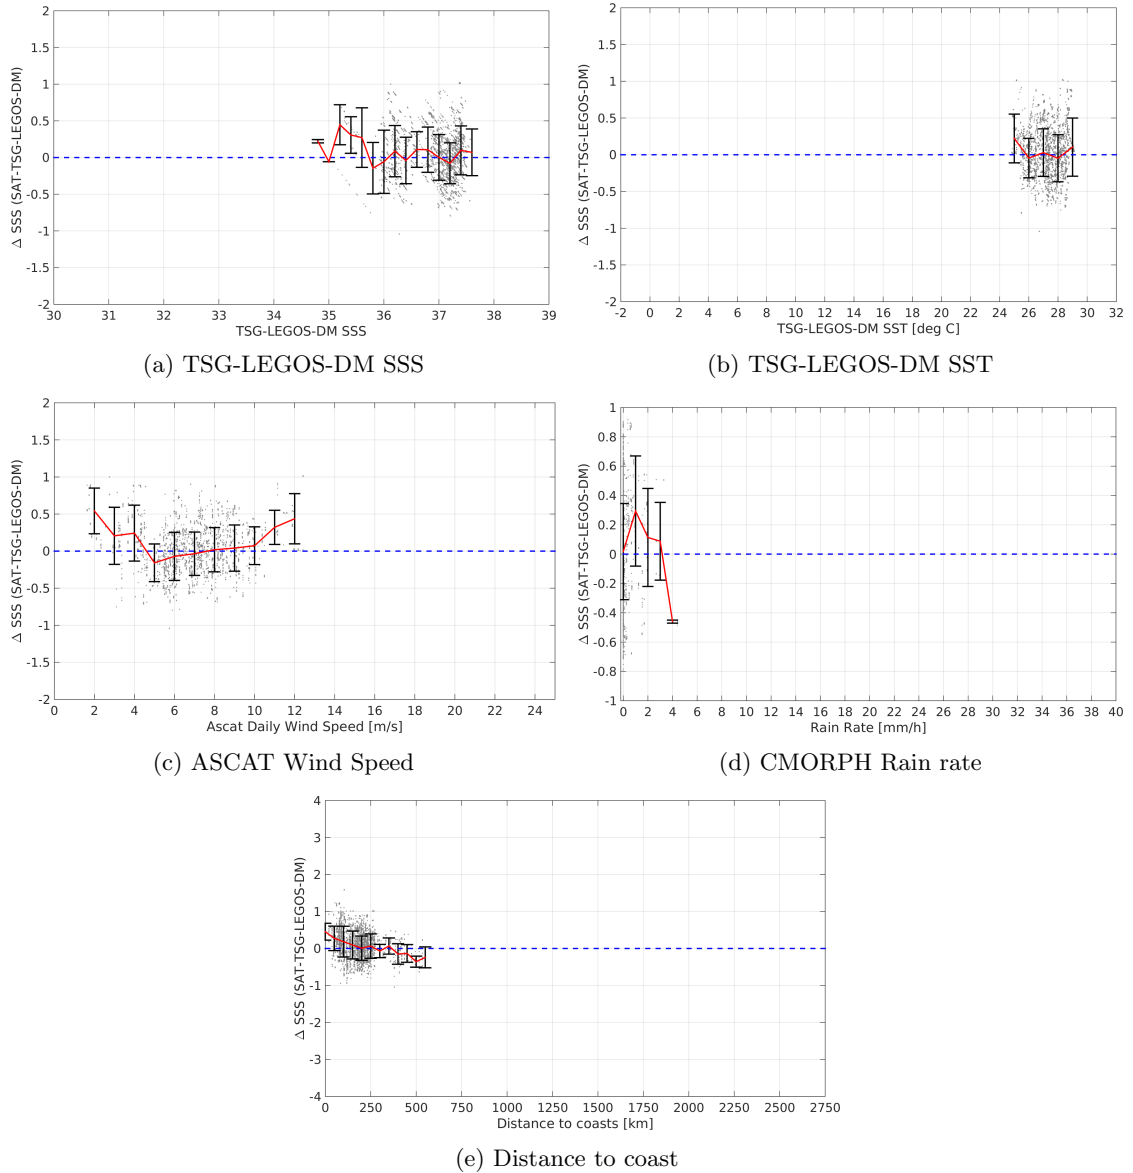 2
1.5
1
0.5
0
-0.5
-1
-1.5
-2
Δ SSS (SAT-TSG-LEGOS-DM)
30 31 32 33 34 35 36 37 38 39
TSG-LEGOS-DM SSS
(a) TSG-LEGOS-DM SSS
2
1.5
1
0.5
0
-0.5
-1
-1.5
-2
Δ SSS (SAT-TSG-LEGOS-DM)
-2 0 2 4 6 8 10 12 14 16 18 20 22 24 26 28 30 32
TSG-LEGOS-DM SST [deg C]
(b) TSG-LEGOS-DM SST
2
1.5
1
0.5
0
-0.5
-1
-1.5
-2
Δ SSS (SAT-TSG-LEGOS-DM)
0 2 4 6 8 10 12 14 16 18 20 22 24
Ascat Daily Wind Speed [m/s]
(c) ASCAT Wind Speed
1
0.8
0.6
0.4
0.2
0
-0.2
-0.4
-0.6
-0.8
-1
Δ SSS (SAT-TSG-LEGOS-DM)
0 2 4 6 8 10 12 14 16 18 20 22 24 26 28 30 32 34 36 38 40
Rain Rate [mm/h]
(d) CMORPH Rain rate
4
3
2
1
0
-1
-2
-3
-4
Δ SSS (SAT-TSG-LEGOS-DM)
0 250 500 750 1000 1250 1500 1750 2000 2250 2500 2750
Distance to coasts [km]
(e) Distance to coast